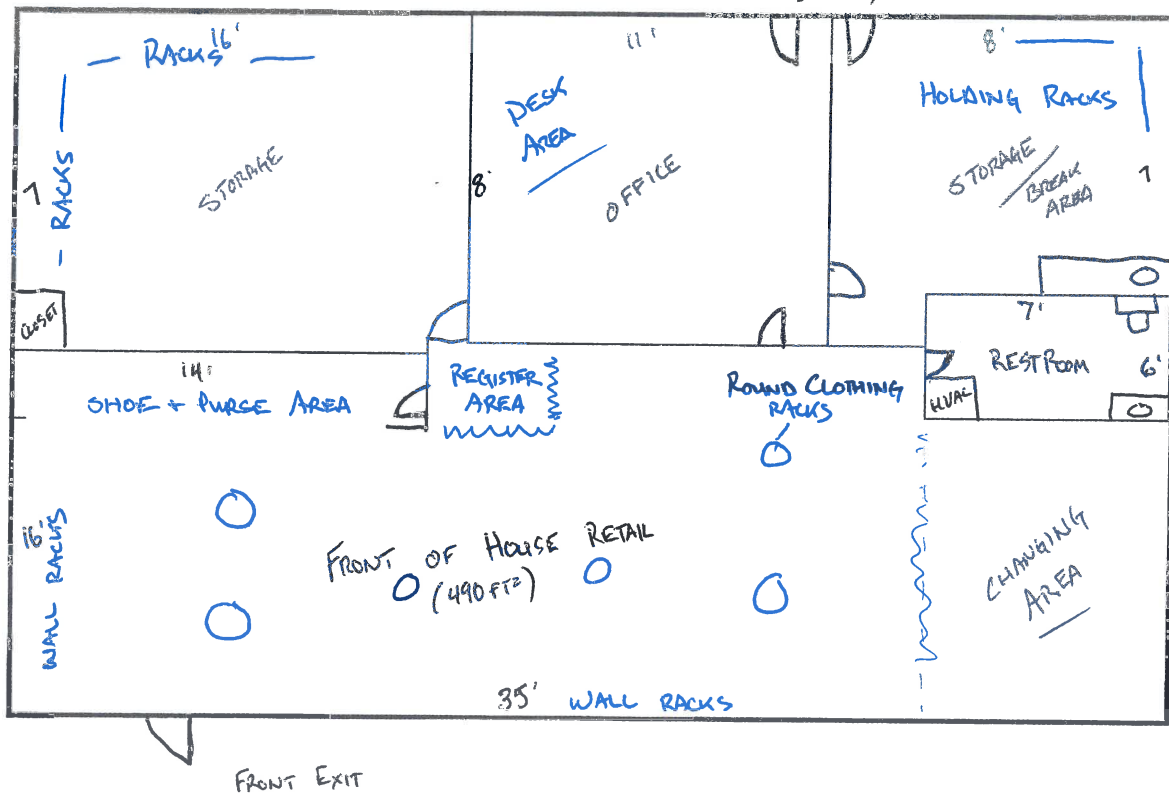 RACKS 16'
11'
8'
HOLDING RACKS
DESK
AREA
RACKS
7
STORAGE
8'
OFFICE
STORAGE
BREAK
AREA
7
CLOSET
7'
RESTROOM
6'
HVAC
14'
SHOE + PURSE AREA
REGISTER
AREA
ROUND CLOTHING
RACKS
16'
WALL RACKS
FRONT OF HOUSE RETAIL
(490 FT²)
CHANGING
AREA
35' WALL RACKS
FRONT EXIT